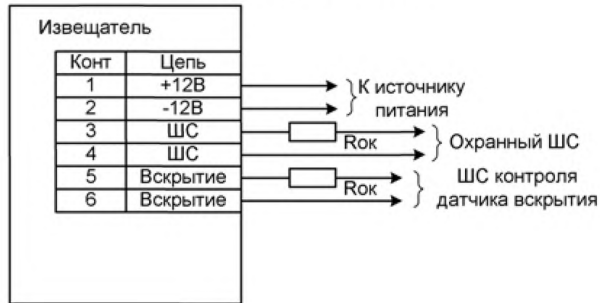 Извещатель
Конт Цепь
1 +12В
2 -12В
3 ШС
4 ШС
5 Вскрытие
6 Вскрытие
К источнику
питания
Rок
Охранный ШС
Rок
ШС контроля
датчика вскрытия